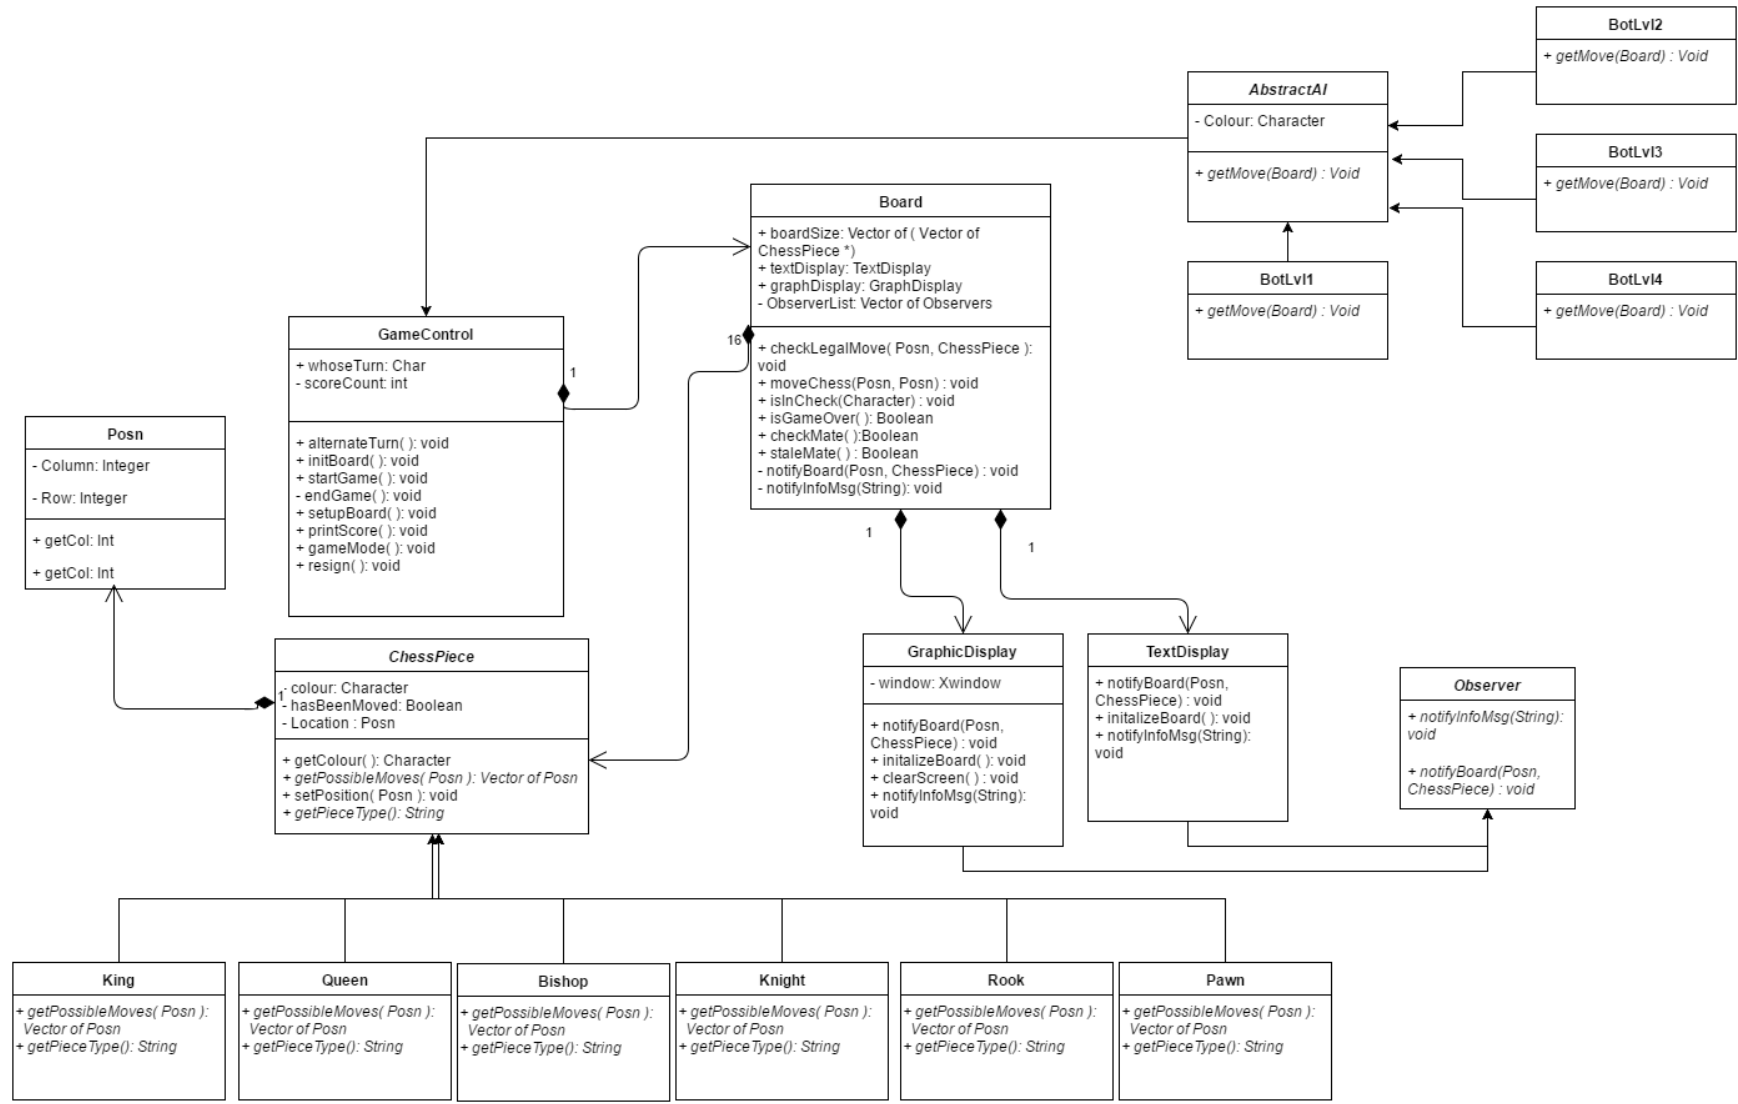 BotLvl2
+ getMove(Board) : Void
AbstractAI
- Colour: Character
+ getMove(Board) : Void
BotLvl3
+ getMove(Board) : Void
BotLvl1
+ getMove(Board) : Void
BotLvl4
+ getMove(Board) : Void
Board
+ boardSize: Vector of ( Vector of
ChessPiece *)
+ textDisplay: TextDisplay
+ graphDisplay: GraphDisplay
- ObserverList: Vector of Observers
16
+ checkLegalMove( Posn, ChessPiece ):
void
+ moveChess(Posn, Posn) : void
+ isInCheck(Character) : void
+ isGameOver( ): Boolean
+ checkMate( ):Boolean
+ staleMate( ) : Boolean
- notifyBoard(Posn, ChessPiece) : void
- notifyInfoMsg(String): void
GameControl
+ whoseTurn: Char
- scoreCount: int
1
+ alternateTurn( ): void
+ initBoard( ): void
+ startGame( ): void
- endGame( ): void
+ setupBoard( ): void
+ printScore( ): void
+ gameMode( ): void
+ resign( ): void
Posn
- Column: Integer
- Row: Integer
+ getCol: Int
+ getCol: Int
1
1
ChessPiece
- colour: Character
1
- hasBeenMoved: Boolean
- Location : Posn
+ getColour( ): Character
+ getPossibleMoves( Posn ): Vector of Posn
+ setPosition( Posn ): void
+ getPieceType(): String
GraphicDisplay
- window: Xwindow
+ notifyBoard(Posn,
ChessPiece) : void
+ initalizeBoard( ): void
+ clearScreen( ) : void
+ notifyInfoMsg(String):
void
TextDisplay
+ notifyBoard(Posn,
ChessPiece) : void
+ initalizeBoard( ): void
+ notifyInfoMsg(String):
void
Observer
+ notifyInfoMsg(String):
void
+ notifyBoard(Posn,
ChessPiece) : void
King
+ getPossibleMoves( Posn ):
Vector of Posn
+ getPieceType(): String
Queen
+ getPossibleMoves( Posn ):
Vector of Posn
+ getPieceType(): String
Bishop
+ getPossibleMoves( Posn ):
Vector of Posn
+ getPieceType(): String
Knight
+ getPossibleMoves( Posn ):
Vector of Posn
+ getPieceType(): String
Rook
+ getPossibleMoves( Posn ):
Vector of Posn
+ getPieceType(): String
Pawn
+ getPossibleMoves( Posn ):
Vector of Posn
+ getPieceType(): String